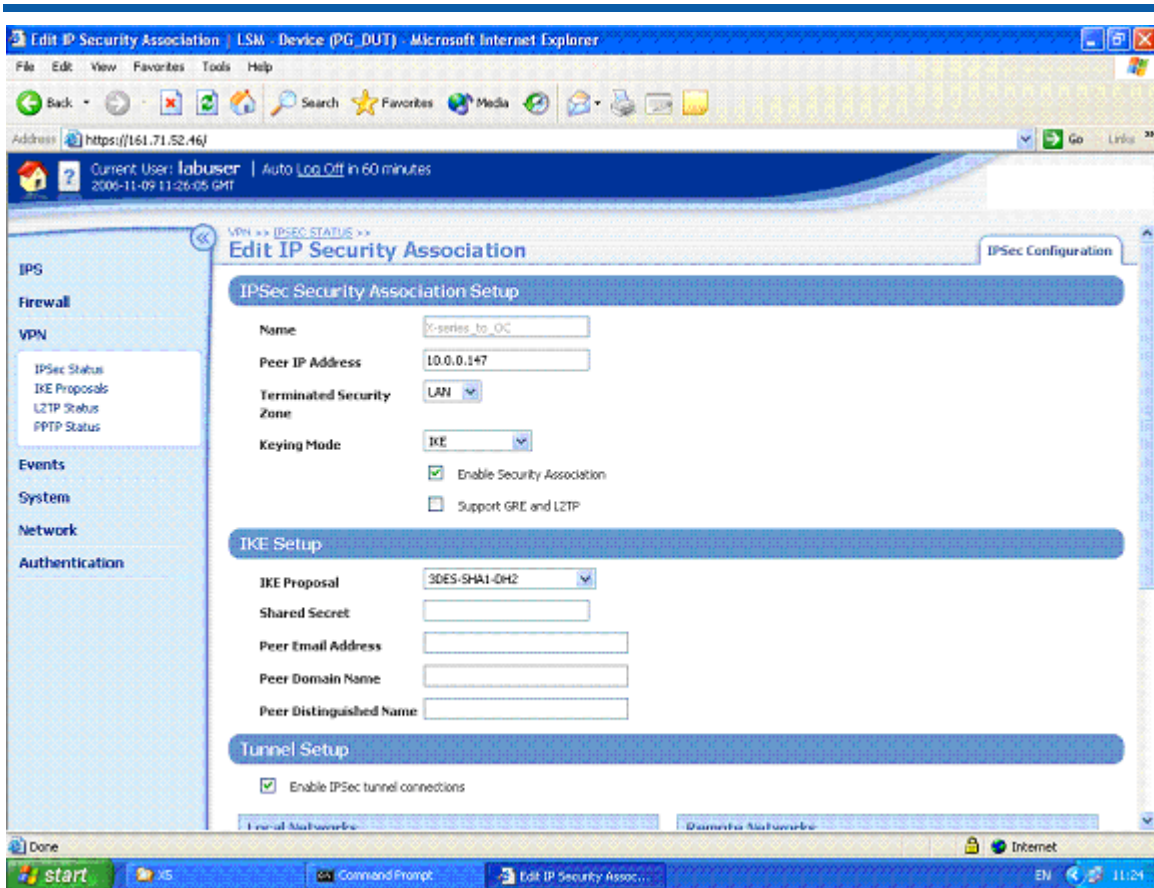 Edit IP Security Association | LSM - Device (PG_DUT) - Microsoft Internet Explorer
File Edit View Favorites Tools Help
Back Search Favorites Media
Address https://161.71.52.46/ Go Links
Current User: labuser | Auto Log Off in 60 minutes
2006-11-09 11:26:05 GMT
VPN >> IPSEC STATUS >>
Edit IP Security Association
IPSec Configuration
IPS
Firewall
VPN
IPSec Status
IKE Proposals
L2TP Status
PPTP Status
Events
System
Network
Authentication
IPSec Security Association Setup
Name X-series_to_OC
Peer IP Address 10.0.0.147
Terminated Security Zone LAN
Keying Mode IKE
Enable Security Association
Support GRE and L2TP
IKE Setup
IKE Proposal 3DES-SHA1-DH2
Shared Secret
Peer Email Address
Peer Domain Name
Peer Distinguished Name
Tunnel Setup
Enable IPSec tunnel connections
Local Networks Remote Networks
Done Internet
start X5 Command Prompt Edit IP Security Assoc... EN 11:24